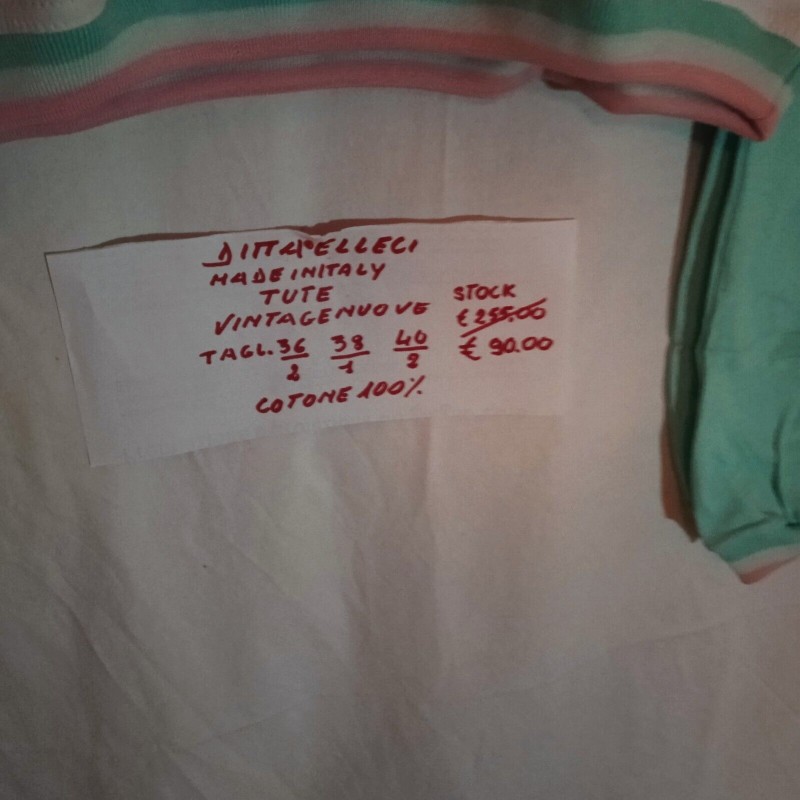 DITTA ELLECI
MADE IN ITALY
TUTE
VINTAGE NUOVE
TAGL. 36 38 40
2 1 2
COTONE 100%
STOCK
€ 255.00
€ 90.00